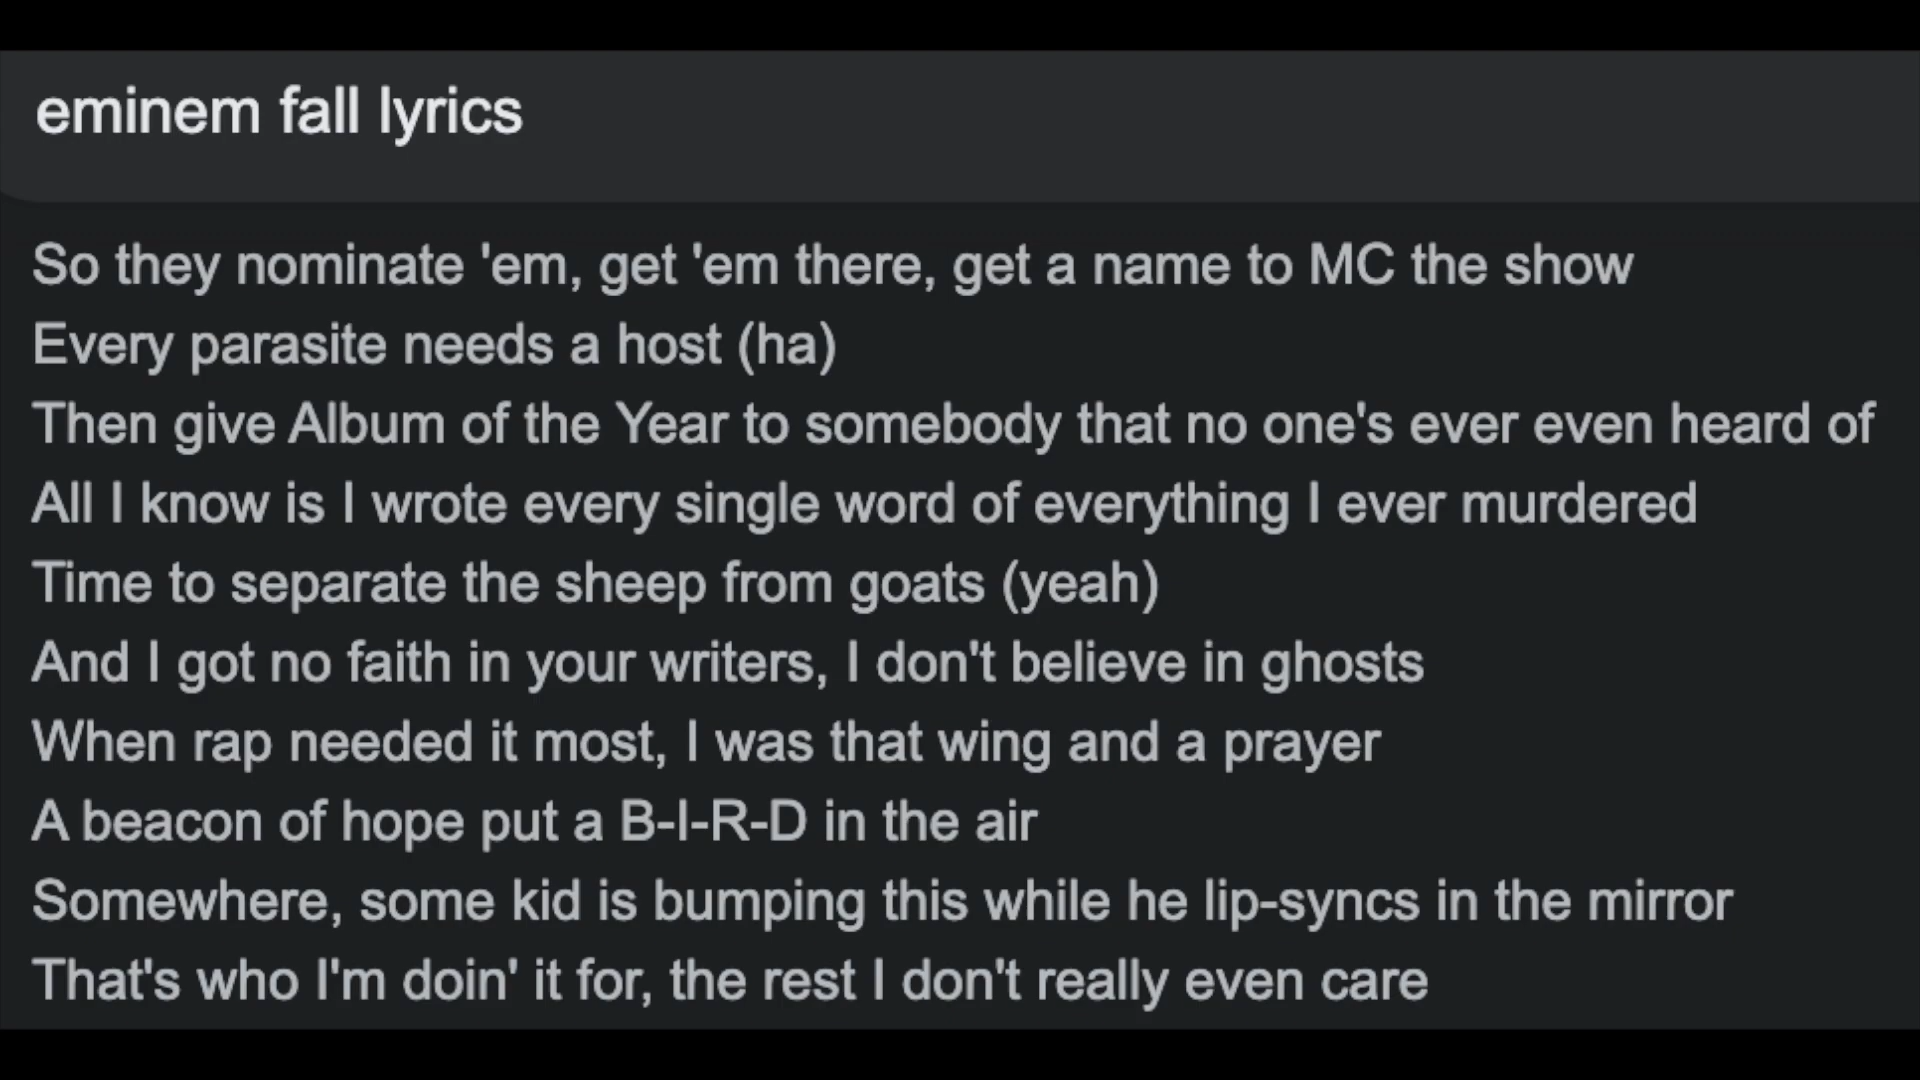 eminem fall lyrics
So they nominate 'em, get 'em there, get a name to MC the show
Every parasite needs a host (ha)
Then give Album of the Year to somebody that no one's ever even heard of
All I know is I wrote every single word of everything I ever murdered
Time to separate the sheep from goats (yeah)
And I got no faith in your writers, I don't believe in ghosts
When rap needed it most, I was that wing and a prayer
A beacon of hope put a B-I-R-D in the air
Somewhere, some kid is bumping this while he lip-syncs in the mirror
That's who I'm doin' it for, the rest I don't really even care